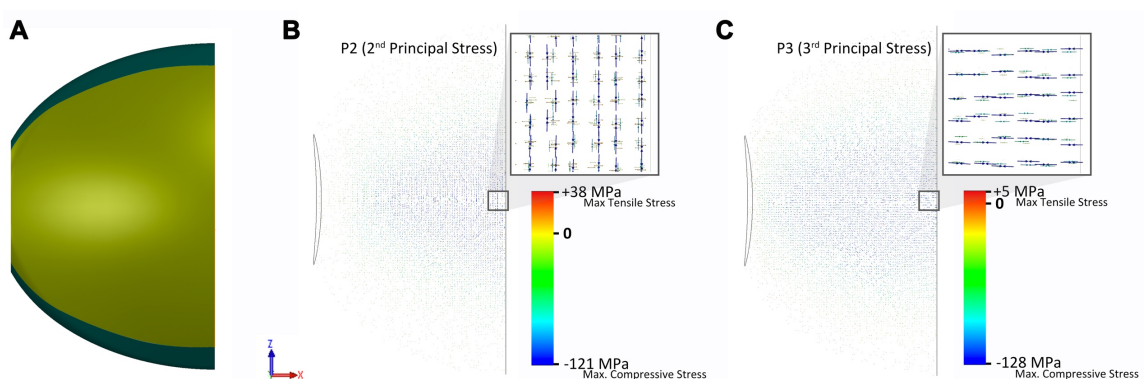 A
B
C
P2 (2nd Principal Stress)
P3 (3rd Principal Stress)
+38 MPa
Max Tensile Stress
0
-121 MPa
Max. Compressive Stress
+5 MPa
Max Tensile Stress
0
-128 MPa
Max. Compressive Stress
Z
Y
X